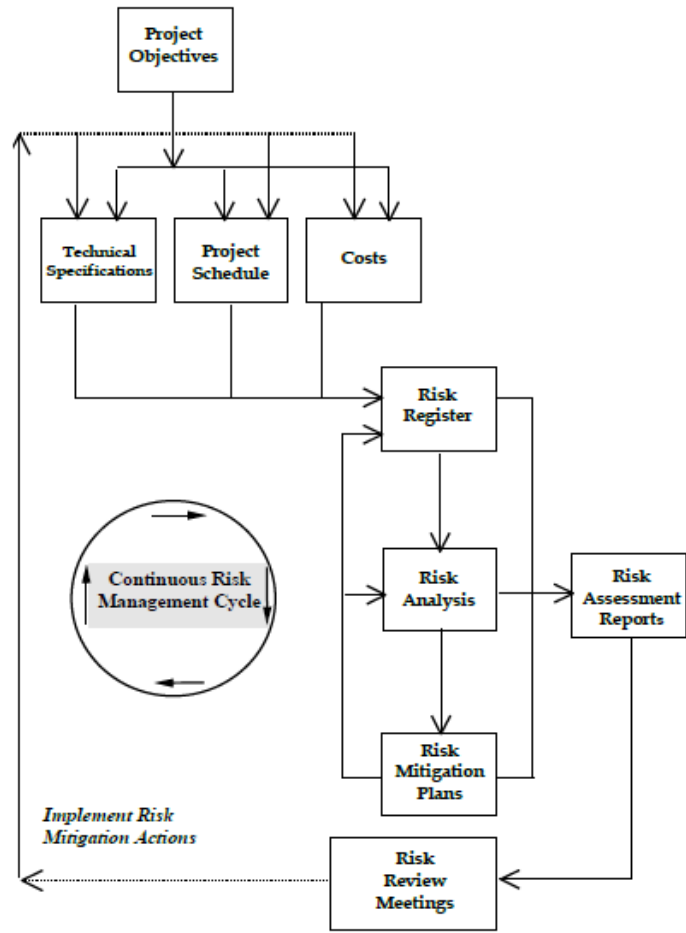 Project
Objectives
Technical
Specifications
Project
Schedule
Costs
Risk
Register
Continuous Risk
Management Cycle
Risk
Analysis
Risk
Assessment
Reports
Risk
Mitigation
Plans
Implement Risk
Mitigation Actions
Risk
Review
Meetings